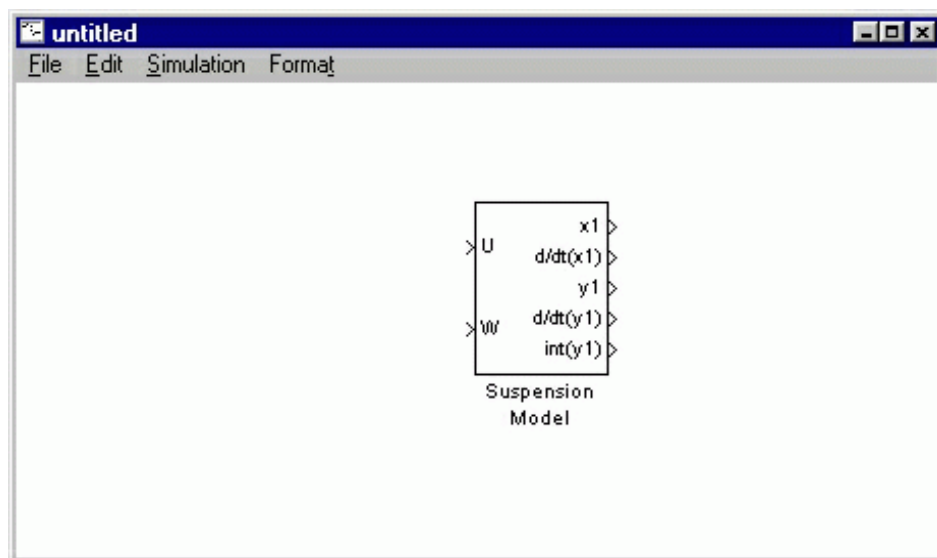 untitled
File Edit Simulation Format
x1
U
d/dt(x1)
y1
W
d/dt(y1)
int(y1)
Suspension
Model